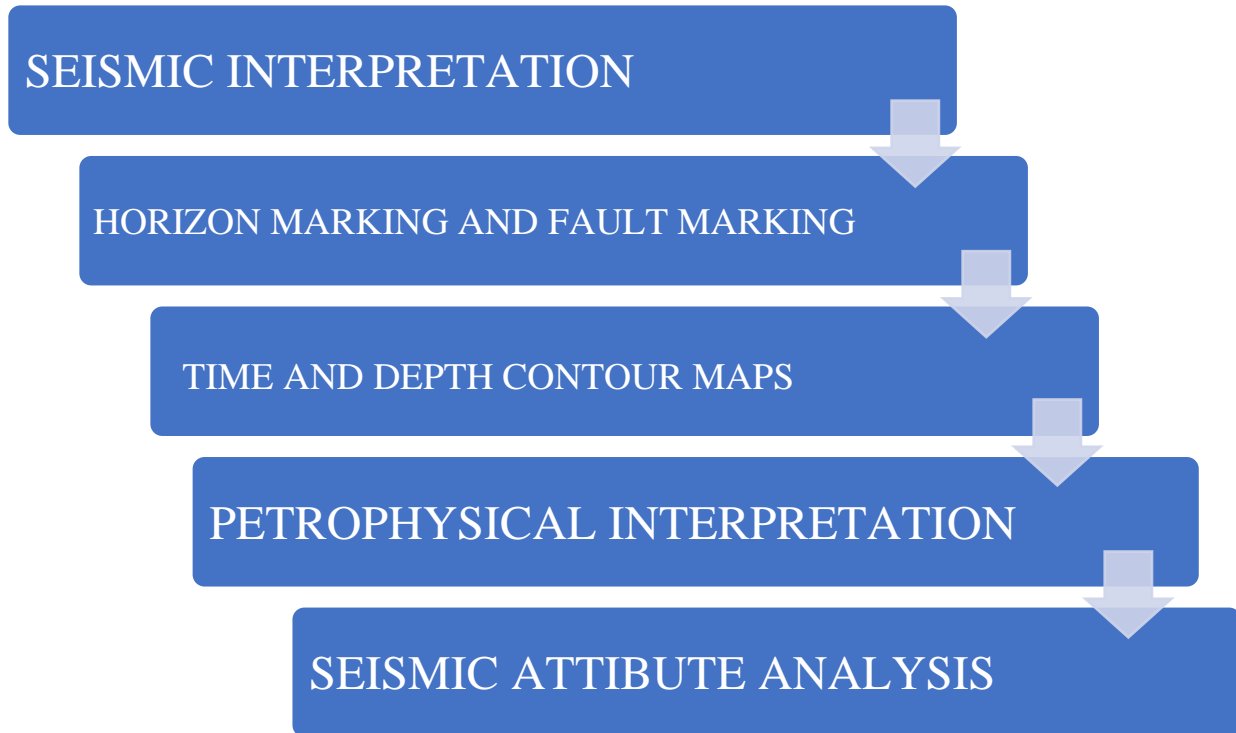 SEISMIC INTERPRETATION
HORIZON MARKING AND FAULT MARKING
TIME AND DEPTH CONTOUR MAPS
PETROPHYSICAL INTERPRETATION
SEISMIC ATTIBUTE ANALYSIS